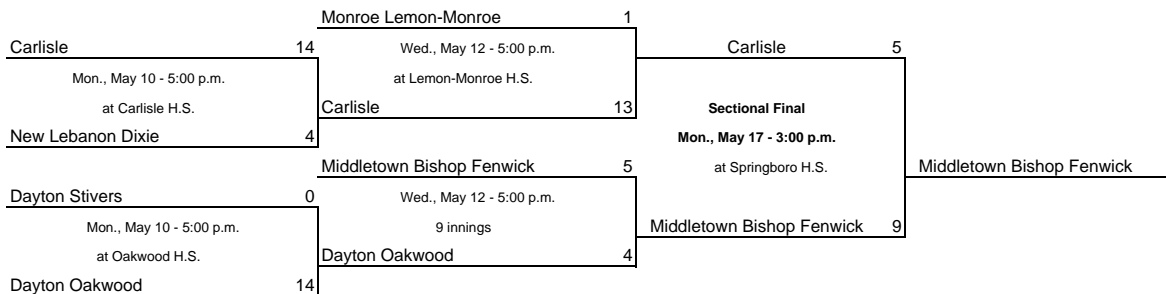 Monroe Lemon-Monroe 1
Carlisle 14
Wed., May 12 - 5:00 p.m.
Carlisle 5
Mon., May 10 - 5:00 p.m.
at Lemon-Monroe H.S.
at Carlisle H.S.
Carlisle 13
Sectional Final
New Lebanon Dixie 4
Mon., May 17 - 3:00 p.m.
Middletown Bishop Fenwick 5
at Springboro H.S.
Middletown Bishop Fenwick
Dayton Stivers 0
Wed., May 12 - 5:00 p.m.
Mon., May 10 - 5:00 p.m.
9 innings
Middletown Bishop Fenwick 9
at Oakwood H.S.
Dayton Oakwood 4
Dayton Oakwood 14